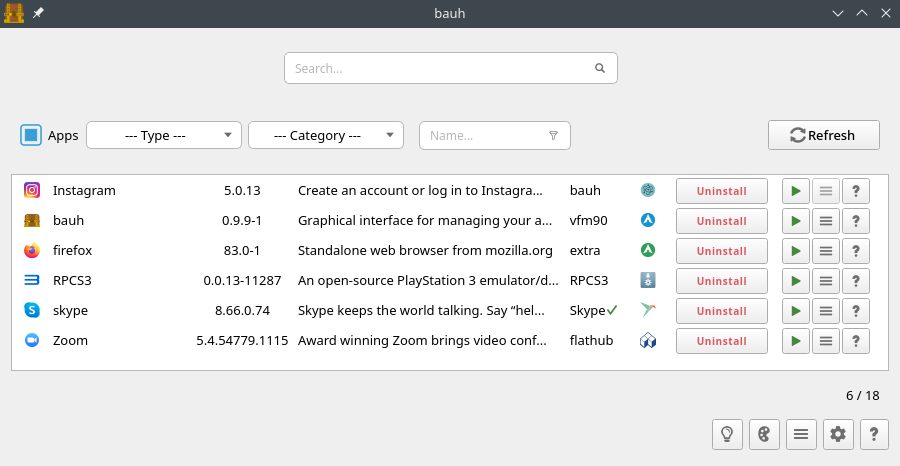 bauh
Search...
Apps --- Type --- --- Category --- Name... Refresh
Instagram 5.0.13 Create an account or log in to Instagra... bauh Uninstall ?
bauh 0.9.9-1 Graphical interface for managing your a... vfm90 Uninstall ?
firefox 83.0-1 Standalone web browser from mozilla.org extra Uninstall ?
RPCS3 0.0.13-11287 An open-source PlayStation 3 emulator/d... RPCS3 Uninstall ?
skype 8.66.0.74 Skype keeps the world talking. Say “hel... Skype Uninstall ?
Zoom 5.4.54779.1115 Award winning Zoom brings video conf... flathub Uninstall ?
6 / 18
?